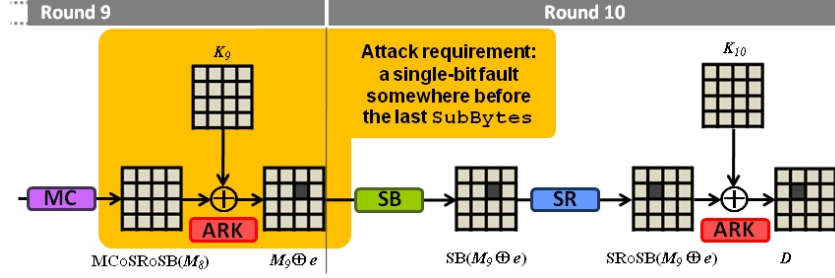 Round 9
Round 10
K₉
Attack requirement:
a single-bit fault
somewhere before
the last SubBytes
K₁₀
MC
ARK
SB
SR
ARK
MC∘SR∘SB(M₈)
M₉⊕ e
SB(M₉⊕ e)
SR∘SB(M₉⊕ e)
D